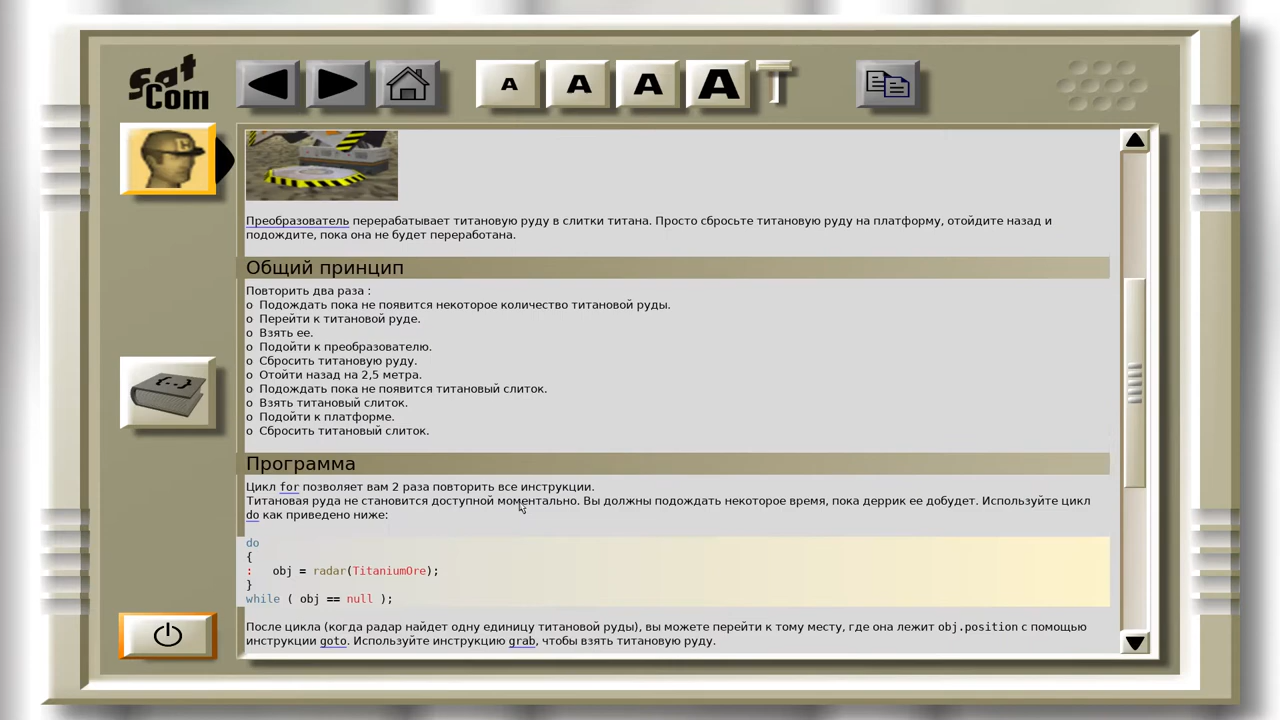 Sat
Com
A A A A
Преобразователь перерабатывает титановую руду в слитки титана. Просто сбросьте титановую руду на платформу, отойдите назад и
подождите, пока она не будет переработана.
Общий принцип
Повторить два раза :
o Подождать пока не появится некоторое количество титановой руды.
o Перейти к титановой руде.
o Взять ее.
o Подойти к преобразователю.
o Сбросить титановую руду.
o Отойти назад на 2,5 метра.
o Подождать пока не появится титановый слиток.
o Взять титановый слиток.
o Подойти к платформе.
o Сбросить титановый слиток.
Программа
Цикл for позволяет вам 2 раза повторить все инструкции.
Титановая руда не становится доступной моментально. Вы должны подождать некоторое время, пока деррик ее добудет. Используйте цикл
do как приведено ниже:
do
{
: obj = radar(TitaniumOre);
}
while ( obj == null );
После цикла (когда радар найдет одну единицу титановой руды), вы можете перейти к тому месту, где она лежит obj.position с помощью
инструкции goto. Используйте инструкцию grab, чтобы взять титановую руду.
{..}